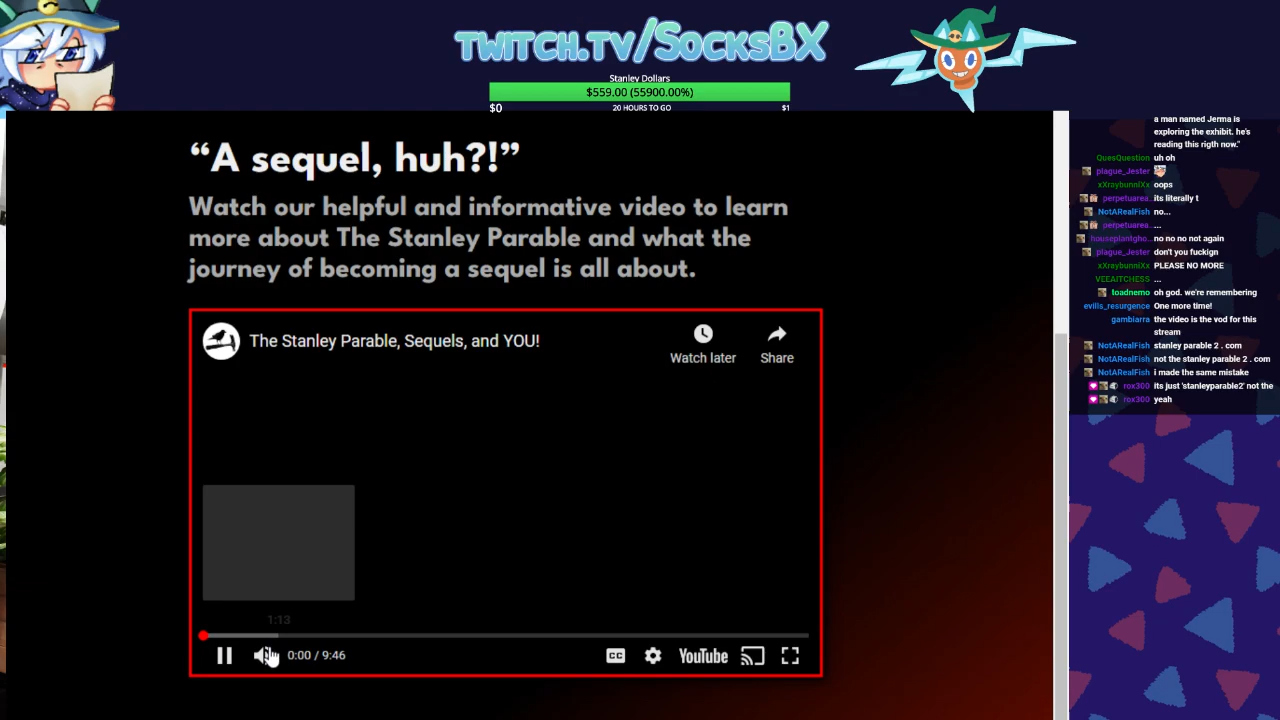 twitch.tv/SocksBX
Stanley Dollars
$559.00 (55900.00%)
$0
20 HOURS TO GO
$1
“A sequel, huh?!”
Watch our helpful and informative video to learn
more about The Stanley Parable and what the
journey of becoming a sequel is all about.
The Stanley Parable, Sequels, and YOU!
Watch later
Share
1:13
0:00 / 9:46
CC
YouTube
a man named Jerma is
exploring the exhibit. he's
reading this rigth now."
QuesQuestion uh oh
plague_Jester
xXraybunnIXx oops
perpetuarea... its literally t
NotARealFish no...
perpetuarea... ...
houseplantgho... no no no not again
plague_Jester don't you fuckign
xXraybunnIXx PLEASE NO MORE
VEEAITCHESS ...
toadnemo oh god. we're remembering
evills_resurgence One more time!
gambiarra the video is the vod for this
stream
NotARealFish stanley parable 2 . com
NotARealFish not the stanley parable 2 . com
NotARealFish i made the same mistake
rox300 its just 'stanleyparable2' not the
rox300 yeah